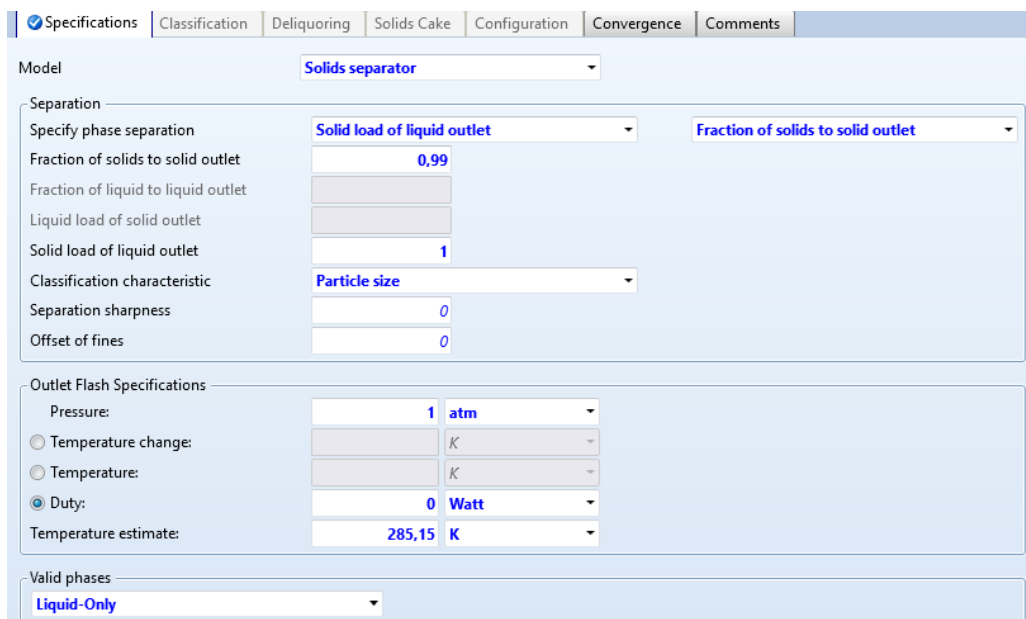 Specifications Classification Deliquoring Solids Cake Configuration Convergence Comments
Model Solids separator
Separation
Specify phase separation Solid load of liquid outlet Fraction of solids to solid outlet
Fraction of solids to solid outlet 0,99
Fraction of liquid to liquid outlet
Liquid load of solid outlet
Solid load of liquid outlet 1
Classification characteristic Particle size
Separation sharpness 0
Offset of fines 0
Outlet Flash Specifications
Pressure: 1 atm
Temperature change: K
Temperature: K
Duty: 0 Watt
Temperature estimate: 285,15 K
Valid phases
Liquid-Only